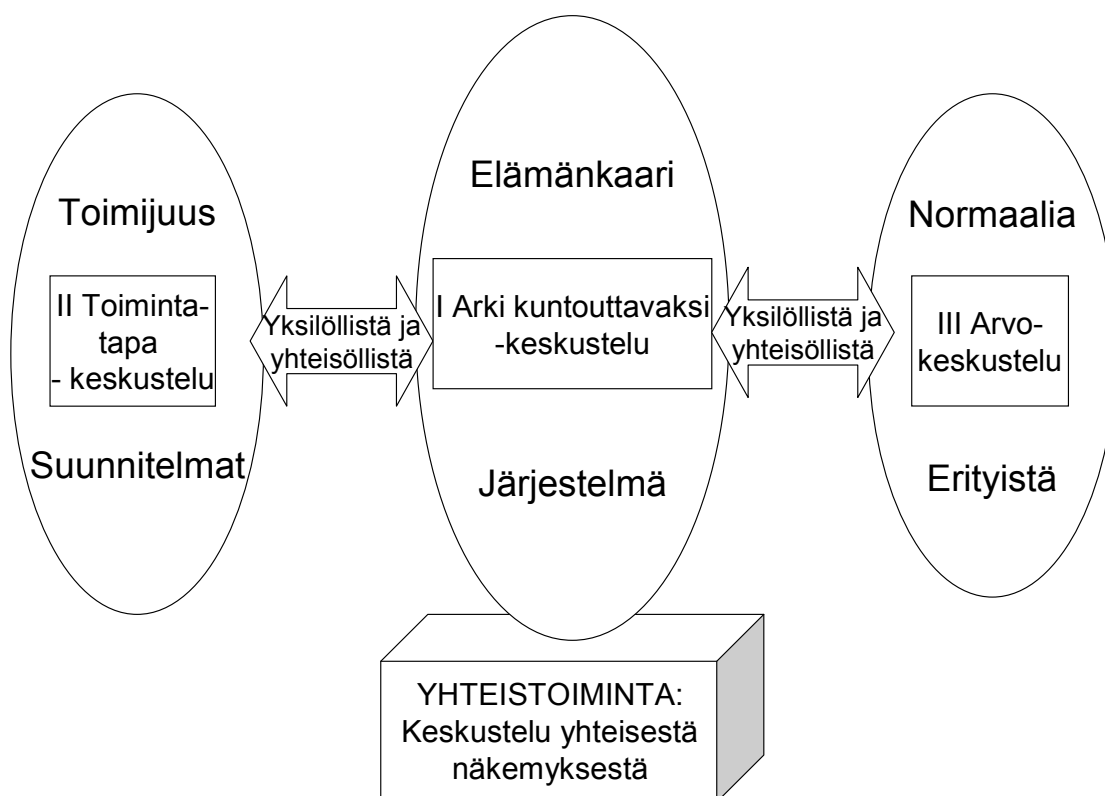 Toimijuus
II Toiminta-
tapa
- keskustelu
Suunnitelmat
Yksilöllistä ja
yhteisöllistä
Elämänkaari
I Arki kuntouttavaksi
-keskustelu
Järjestelmä
Yksilöllistä ja
yhteisöllistä
Normaalia
III Arvo-
keskustelu
Erityistä
YHTEISTOIMINTA:
Keskustelu yhteisestä
näkemyksestä